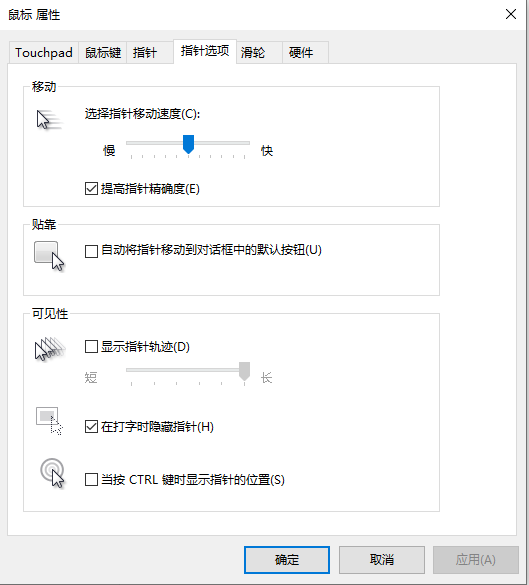 鼠标 属性
Touchpad 鼠标键 指针 指针选项 滑轮 硬件
移动
选择指针移动速度(C):
慢 快
提高指针精确度(E)
贴靠
自动将指针移动到对话框中的默认按钮(U)
可见性
显示指针轨迹(D)
短 长
在打字时隐藏指针(H)
当按 CTRL 键时显示指针的位置(S)
确定 取消 应用(A)